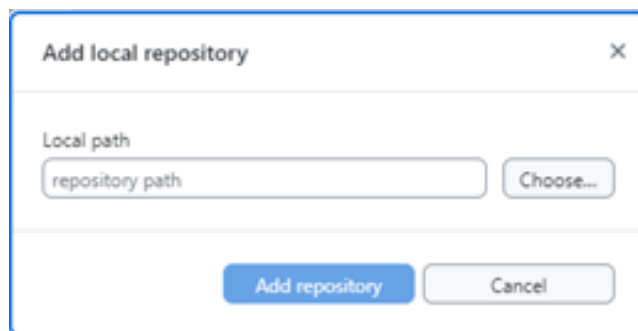 Add local repository
Local path
repository path
Choose...
Add repository
Cancel